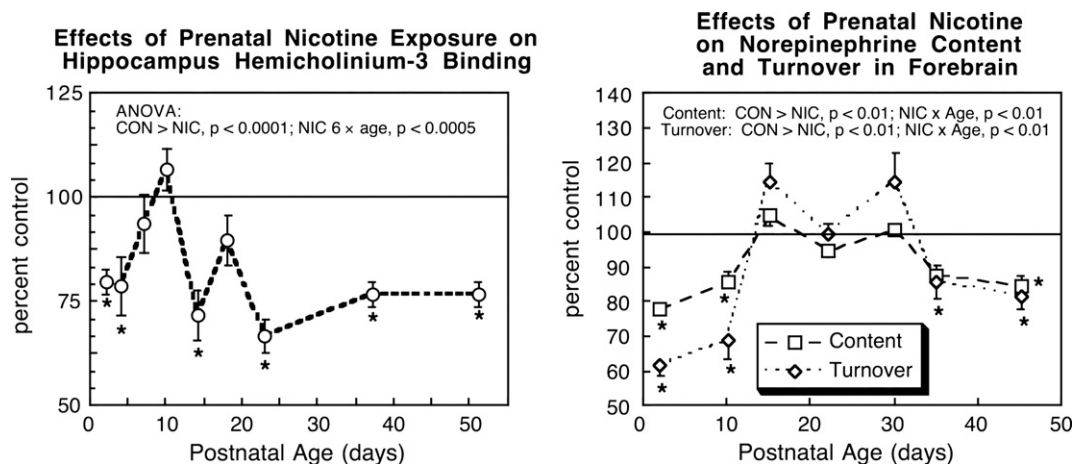 Effects of Prenatal Nicotine Exposure on
Hippocampus Hemicholinium-3 Binding
125
100
75
50
percent control
ANOVA:
CON > NIC, p < 0.0001; NIC 6 × age, p < 0.0005
*
*
*
*
*
*
0
10
20
30
40
50
Postnatal Age (days)
Effects of Prenatal Nicotine
on Norepinephrine Content
and Turnover in Forebrain
140
130
120
110
100
90
80
70
60
50
percent control
Content: CON > NIC, p < 0.01; NIC x Age, p < 0.01
Turnover: CON > NIC, p < 0.01; NIC x Age, p < 0.01
*
*
*
*
*
*
*
Content
Turnover
0
10
20
30
40
50
Postnatal Age (days)